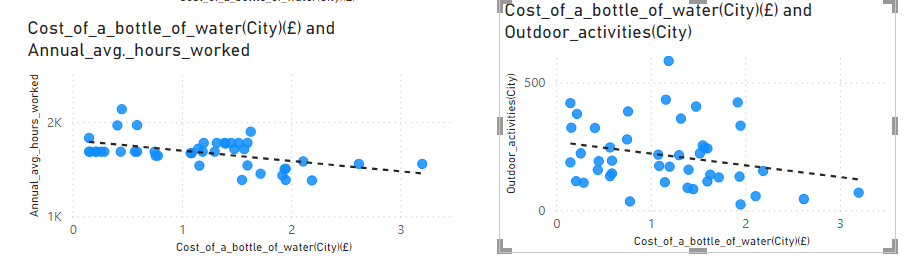 Cost_of_a_bottle_of_water(City)(£) and
Annual_avg._hours_worked
Annual_avg._hours_worked
2K
1K
0
1
2
3
Cost_of_a_bottle_of_water(City)(£)
Cost_of_a_bottle_of_water(City)(£) and
Outdoor_activities(City)
Outdoor_activities(City)
500
0
0
1
2
3
Cost_of_a_bottle_of_water(City)(£)